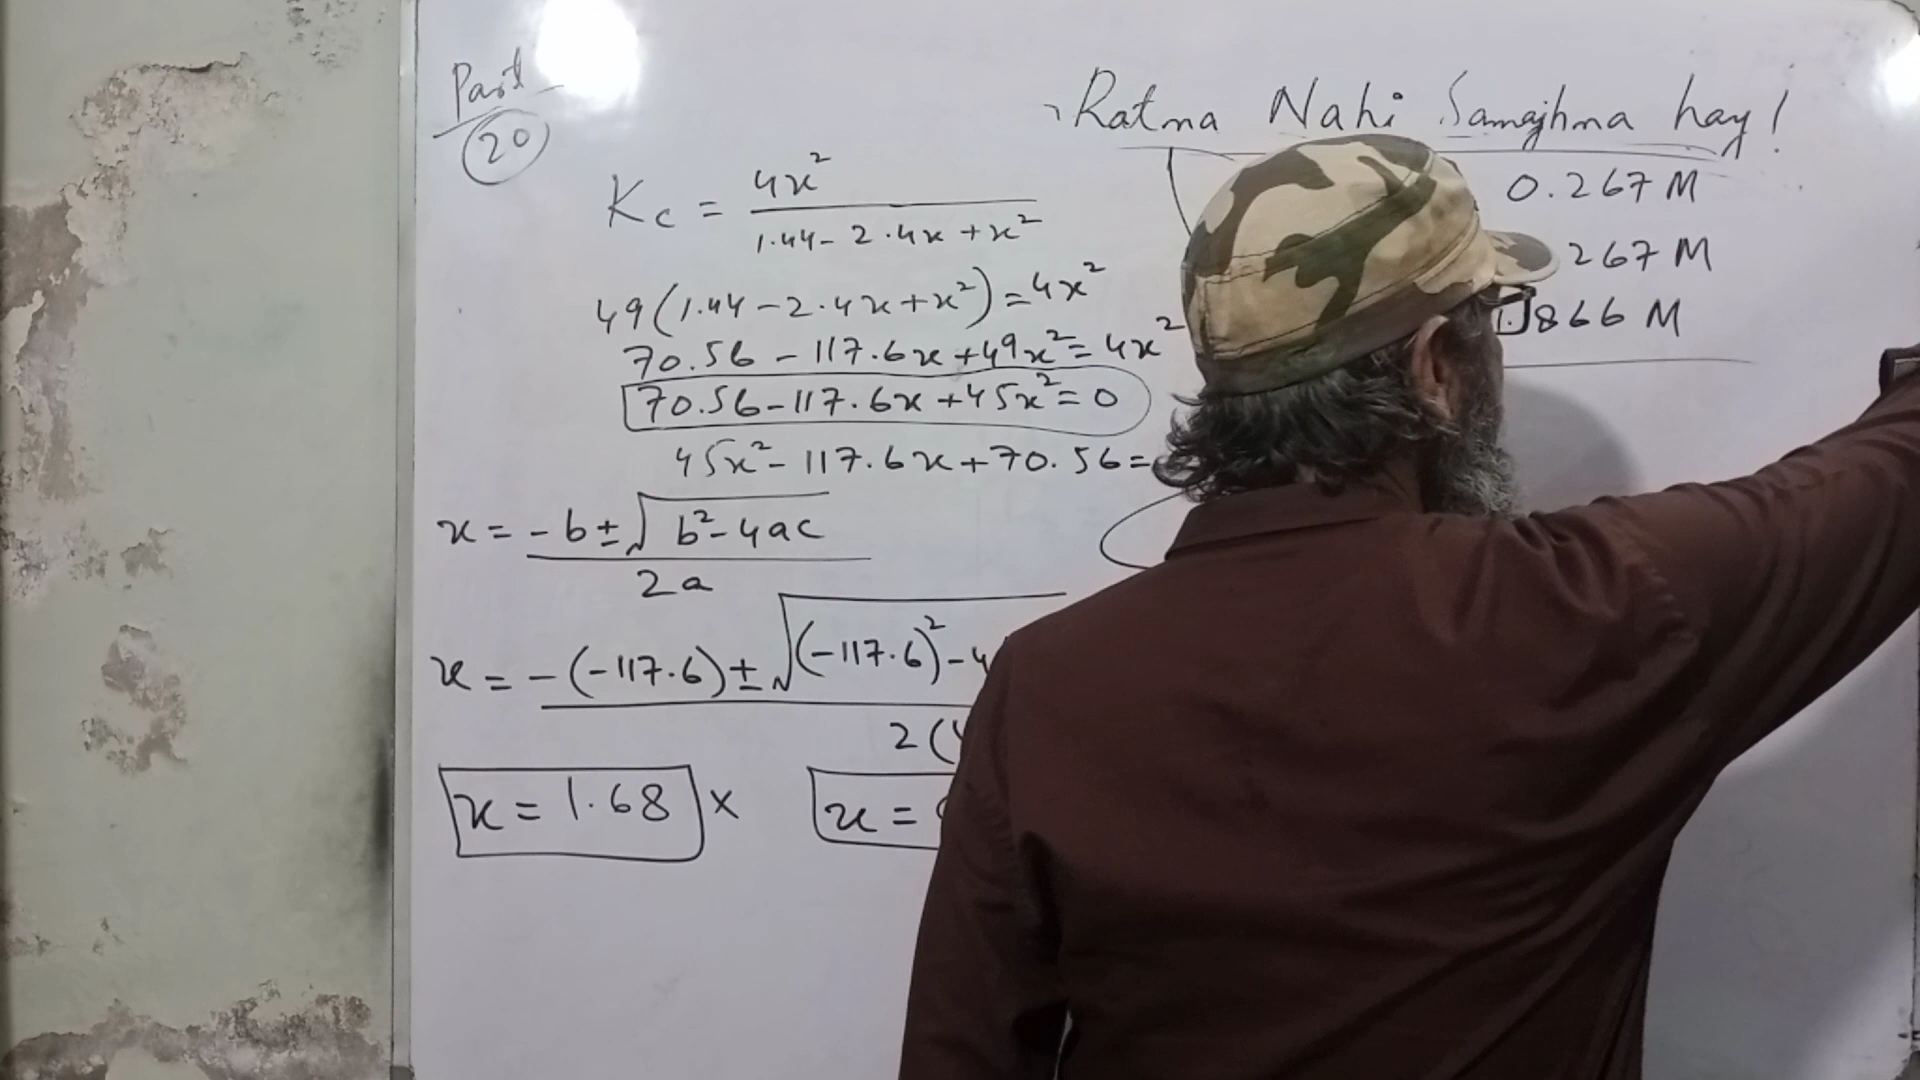 Part
20
Ratna Nahi Samajhna hay!
Kc = 4x² / 1.44 - 2.4x + x²
0.267 M
267 M
.866 M
49(1.44 - 2.4x + x²) = 4x²
70.56 - 117.6x + 49x² = 4x²
70.56 - 117.6x + 45x² = 0
45x² - 117.6x + 70.56 =
x = -b ± √b² - 4ac / 2a
x = -(-117.6) ± √(-117.6)² - 4 / 2(
x = 1.68 ×
x =